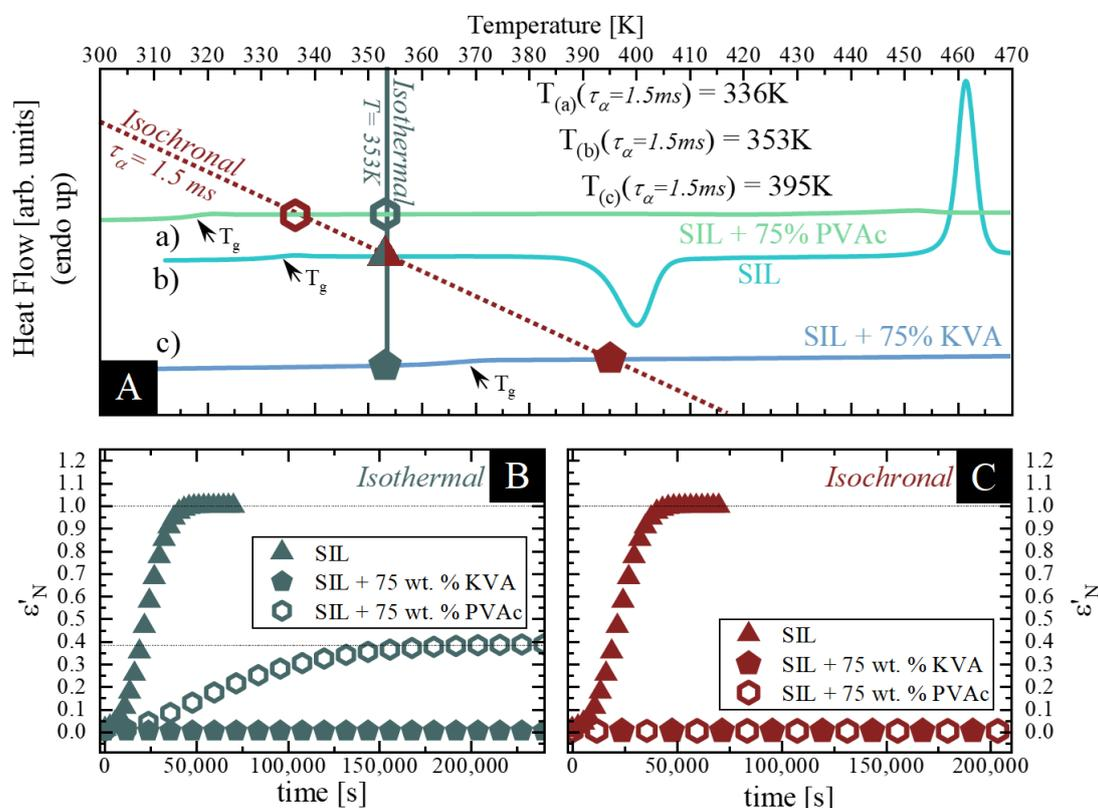 Temperature [K]
300 310 320 330 340 350 360 370 380 390 400 410 420 430 440 450 460 470
Heat Flow [arb. units]
(endo up)
Isochronal
τα = 1.5 ms
Isothermal
T = 353K
T(a)(τα=1.5ms) = 336K
T(b)(τα=1.5ms) = 353K
T(c)(τα=1.5ms) = 395K
a)
Tg
SIL + 75% PVAc
b)
Tg
SIL
c)
Tg
SIL + 75% KVA
A
Isothermal
B
ε'N
1.2
1.1
1.0
0.9
0.8
0.7
0.6
0.5
0.4
0.3
0.2
0.1
0.0
SIL
SIL + 75 wt. % KVA
SIL + 75 wt. % PVAc
0 50,000 100,000 150,000 200,000
time [s]
Isochronal
C
SIL
SIL + 75 wt. % KVA
SIL + 75 wt. % PVAc
1.2
1.1
1.0
0.9
0.8
0.7
0.6
0.5
0.4
0.3
0.2
0.1
0.0
ε'N
0 50,000 100,000 150,000 200,000
time [s]